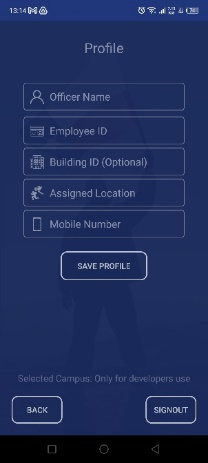 13:14
Profile
Officer Name
Employee ID
Building ID (Optional)
Assigned Location
Mobile Number
SAVE PROFILE
Selected Campus: Only for developers use
BACK
SIGNOUT